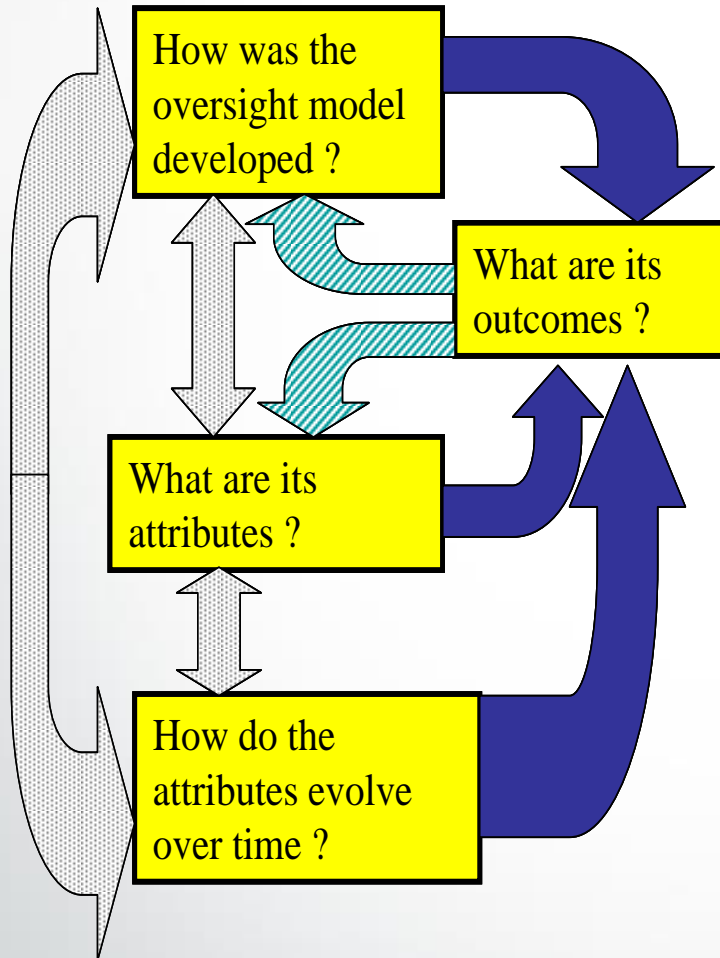 How was the
oversight model
developed ?
What are its
outcomes ?
What are its
attributes ?
How do the
attributes evolve
over time ?